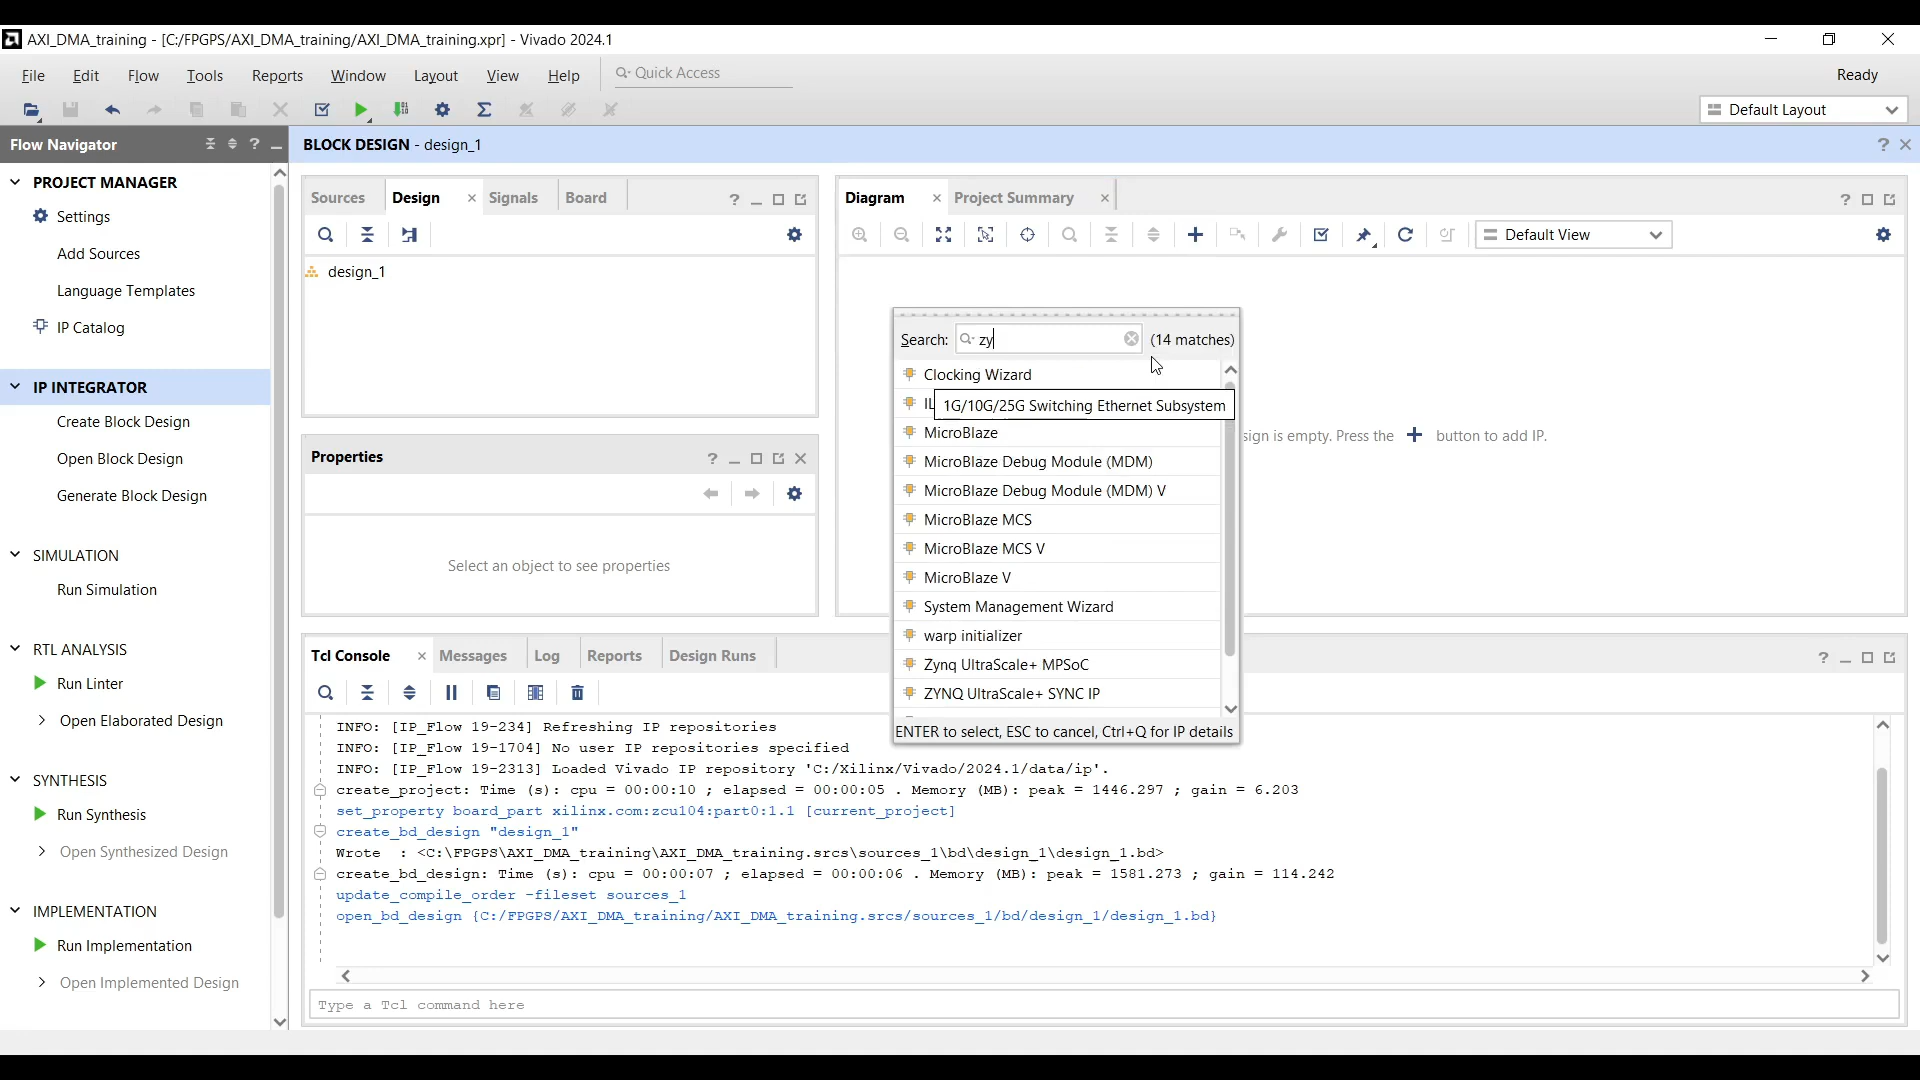 AXI_DMA_training - [C:/FPGPS/AXI_DMA_training/AXI_DMA_training.xpr] - Vivado 2024.1
File Edit Flow Tools Reports Window Layout View Help Quick Access Ready
Default Layout
Flow Navigator
BLOCK DESIGN - design_1
PROJECT MANAGER
Settings
Add Sources
Language Templates
IP Catalog
IP INTEGRATOR
Create Block Design
Open Block Design
Generate Block Design
SIMULATION
Run Simulation
RTL ANALYSIS
Run Linter
Open Elaborated Design
SYNTHESIS
Run Synthesis
Open Synthesized Design
IMPLEMENTATION
Run Implementation
Open Implemented Design
Sources Design Signals Board
design_1
Properties
Select an object to see properties
Diagram Project Summary
Default View
sign is empty. Press the button to add IP.
Search: zy (14 matches)
Clocking Wizard
1G/10G/25G Switching Ethernet Subsystem
MicroBlaze
MicroBlaze Debug Module (MDM)
MicroBlaze Debug Module (MDM) V
MicroBlaze MCS
MicroBlaze MCS V
MicroBlaze V
System Management Wizard
warp initializer
Zynq UltraScale+ MPSoC
ZYNQ UltraScale+ SYNC IP
ENTER to select, ESC to cancel, Ctrl+Q for IP details
Tcl Console Messages Log Reports Design Runs
INFO: [IP_Flow 19-234] Refreshing IP repositories
INFO: [IP_Flow 19-1704] No user IP repositories specified
INFO: [IP_Flow 19-2313] Loaded Vivado IP repository 'C:/Xilinx/Vivado/2024.1/data/ip'.
create_project: Time (s): cpu = 00:00:10 ; elapsed = 00:00:05 . Memory (MB): peak = 1446.297 ; gain = 6.203
set_property board_part xilinx.com:zcu104:part0:1.1 [current_project]
create_bd_design "design_1"
Wrote : <C:\FPGPS\AXI_DMA_training\AXI_DMA_training.srcs\sources_1\bd\design_1\design_1.bd>
create_bd_design: Time (s): cpu = 00:00:07 ; elapsed = 00:00:06 . Memory (MB): peak = 1581.273 ; gain = 114.242
update_compile_order -fileset sources_1
open_bd_design {C:/FPGPS/AXI_DMA_training/AXI_DMA_training.srcs/sources_1/bd/design_1/design_1.bd}
Type a Tcl command here